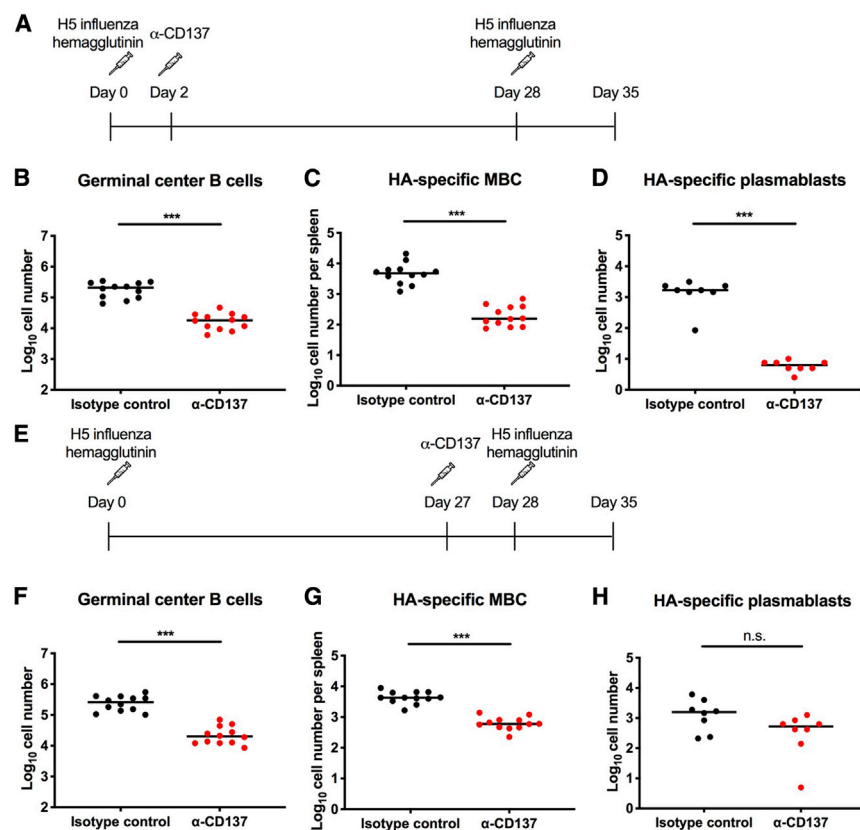 A
H5 influenza
hemagglutinin
α-CD137
H5 influenza
hemagglutinin
Day 0
Day 2
Day 28
Day 35
B
Germinal center B cells
***
Log10 cell number
7
6
5
4
3
2
Isotype control
α-CD137
C
HA-specific MBC
***
Log10 cell number per spleen
5
4
3
2
1
0
Isotype control
α-CD137
D
HA-specific plasmablasts
***
Log10 cell number
5
4
3
2
1
0
Isotype control
α-CD137
E
H5 influenza
hemagglutinin
α-CD137
H5 influenza
hemagglutinin
Day 0
Day 27
Day 28
Day 35
F
Germinal center B cells
***
Log10 cell number
7
6
5
4
3
2
Isotype control
α-CD137
G
HA-specific MBC
***
Log10 cell number per spleen
5
4
3
2
1
0
Isotype control
α-CD137
H
HA-specific plasmablasts
n.s.
Log10 cell number
5
4
3
2
1
0
Isotype control
α-CD137